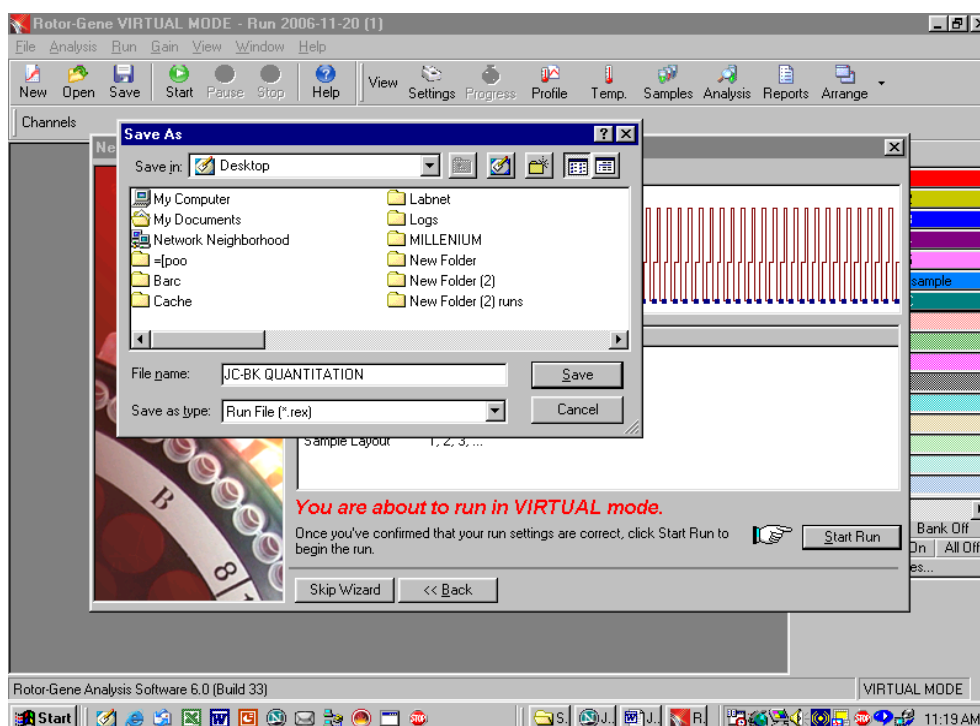 Rotor-Gene VIRTUAL MODE - Run 2006-11-20 (1)
File Analysis Run Gain View Window Help
New Open Save Start Pause Stop Help View Settings Progress Profile Temp. Samples Analysis Reports Arrange
Channels
Ne
Save As
Save in: Desktop
My Computer
My Documents
Network Neighborhood
=[poo
Barc
Cache
Labnet
Logs
MILLENIUM
New Folder
New Folder (2)
New Folder (2) runs
File name: JC-BK QUANTITATION Save
Save as type: Run File (*.rex) Cancel
sample
Sample Layout 1, 2, 3, ...
You are about to run in VIRTUAL mode.
Once you've confirmed that your run settings are correct, click Start Run to
begin the run.
Start Run
Skip Wizard << Back
Bank Off
On All Off
es...
B
8
1
Rotor-Gene Analysis Software 6.0 (Build 33) VIRTUAL MODE
Start S. J.. J.. R. 11:19 AM